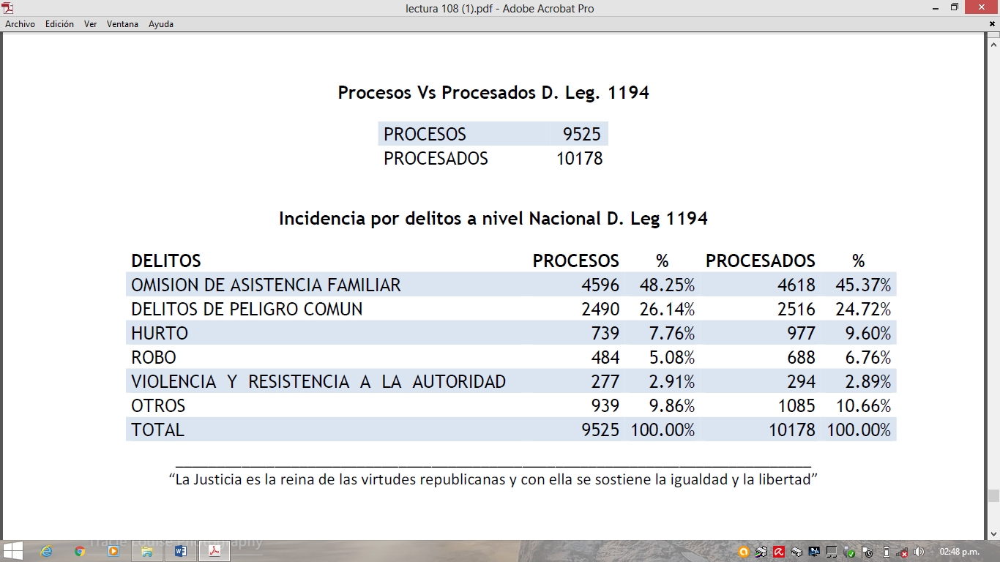 lectura 108 (1).pdf - Adobe Acrobat Pro
Archivo Edición Ver Ventana Ayuda
Procesos Vs Procesados D. Leg. 1194
PROCESOS 9525
PROCESADOS 10178
Incidencia por delitos a nivel Nacional D. Leg 1194
DELITOS PROCESOS % PROCESADOS %
OMISION DE ASISTENCIA FAMILIAR 4596 48.25% 4618 45.37%
DELITOS DE PELIGRO COMUN 2490 26.14% 2516 24.72%
HURTO 739 7.76% 977 9.60%
ROBO 484 5.08% 688 6.76%
VIOLENCIA Y RESISTENCIA A LA AUTORIDAD 277 2.91% 294 2.89%
OTROS 939 9.86% 1085 10.66%
TOTAL 9525 100.00% 10178 100.00%
“La Justicia es la reina de las virtudes republicanas y con ella se sostiene la igualdad y la libertad”
Tracie Louise Photography
02:48 p.m.